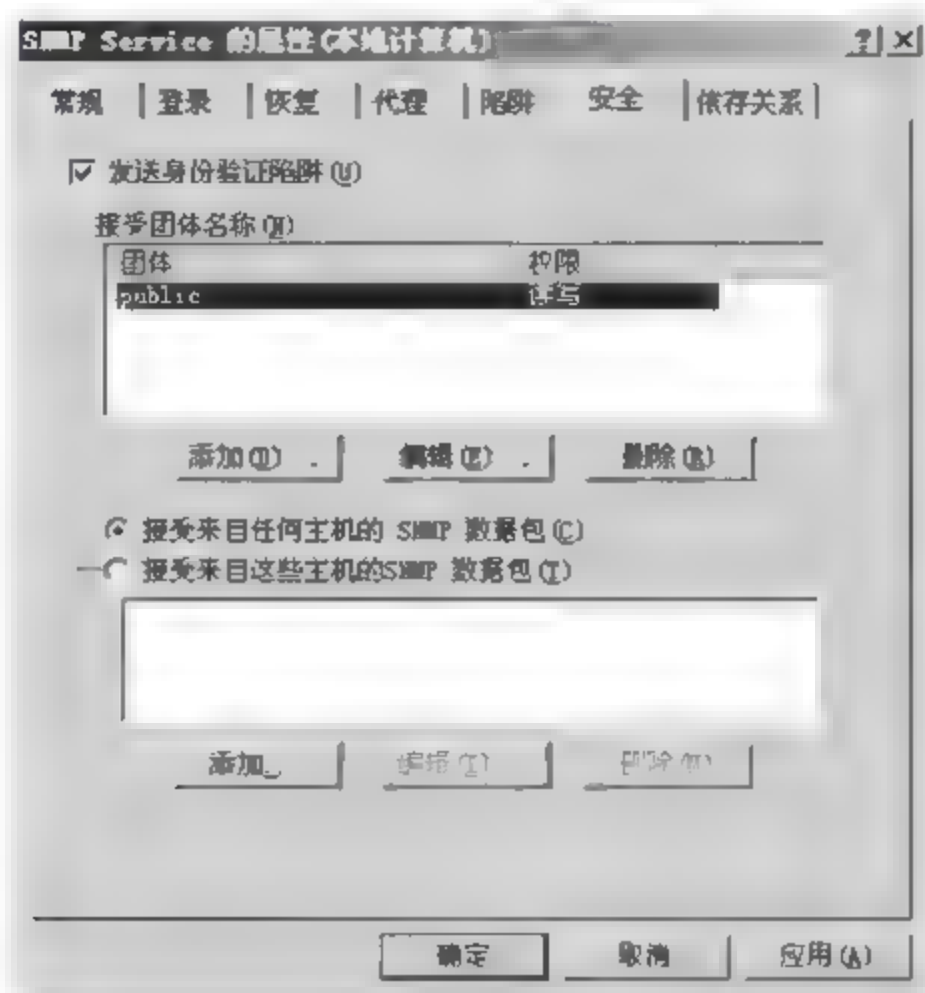 SNMP Service 的属性(本地计算机)
常规 登录 恢复 代理 陷阱 安全 依存关系
发送身份验证陷阱(U)
接受团体名称(N)
团体 权限
public 读写
添加(D) 编辑(E) 删除(R)
接受来自任何主机的 SNMP 数据包(C)
接受来自这些主机的SNMP 数据包(T)
添加 编辑(I) 删除(M)
确定 取消 应用(A)